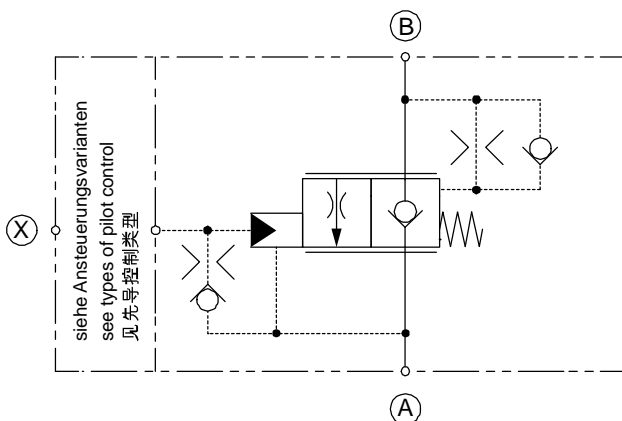 B
X
siehe Ansteuerungsvarianten
see types of pilot control
见先导控制类型
A